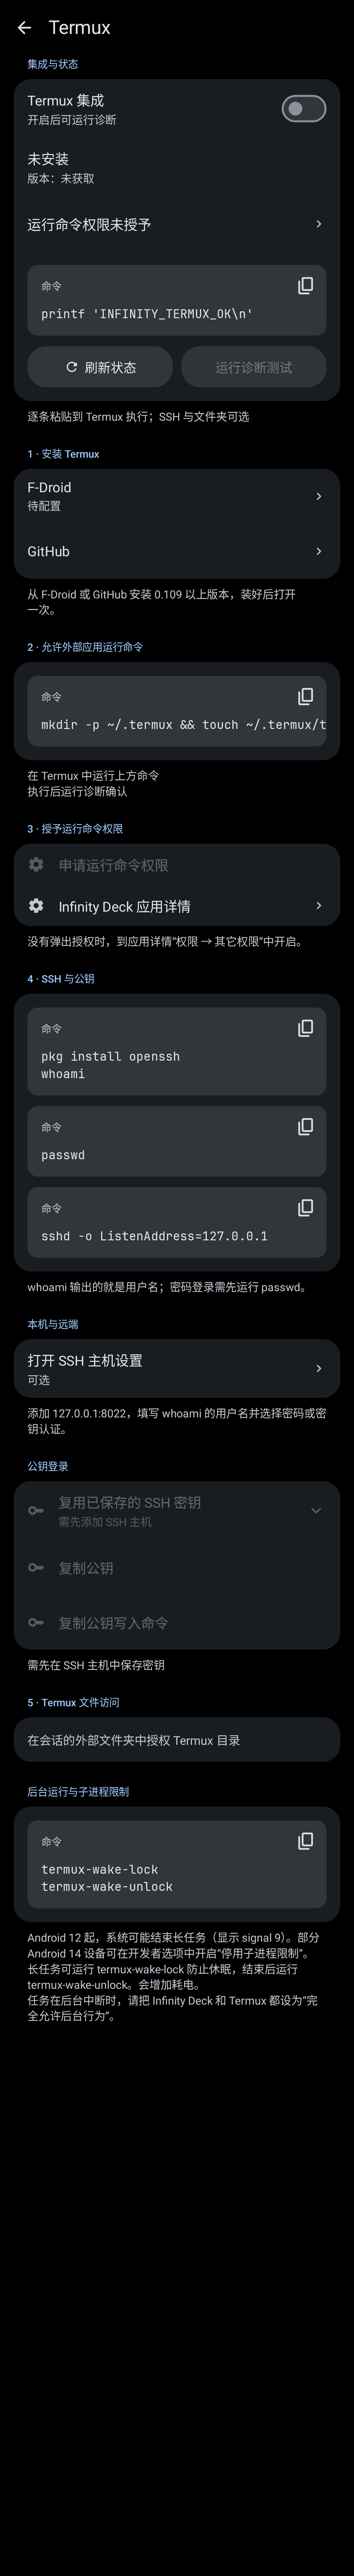 Termux
集成与状态
Termux 集成
开启后可运行诊断
未安装
版本：未获取
运行命令权限未授予
命令
printf 'INFINITY_TERMUX_OK\n'
刷新状态
运行诊断测试
逐条粘贴到 Termux 执行；SSH 与文件夹可选
1 · 安装 Termux
F-Droid
待配置
GitHub
从 F-Droid 或 GitHub 安装 0.109 以上版本，装好后打开
一次。
2 · 允许外部应用运行命令
命令
mkdir -p ~/.termux && touch ~/.termux/t
在 Termux 中运行上方命令
执行后运行诊断确认
3 · 授予运行命令权限
申请运行命令权限
Infinity Deck 应用详情
没有弹出授权时，到应用详情“权限 → 其它权限”中开启。
4 · SSH 与公钥
命令
pkg install openssh
whoami
命令
passwd
命令
sshd -o ListenAddress=127.0.0.1
whoami 输出的就是用户名；密码登录需先运行 passwd。
本机与远端
打开 SSH 主机设置
可选
添加 127.0.0.1:8022，填写 whoami 的用户名并选择密码或密
钥认证。
公钥登录
复用已保存的 SSH 密钥
需先添加 SSH 主机
复制公钥
复制公钥写入命令
需先在 SSH 主机中保存密钥
5 · Termux 文件访问
在会话的外部文件夹中授权 Termux 目录
后台运行与子进程限制
命令
termux-wake-lock
termux-wake-unlock
Android 12 起，系统可能结束长任务（显示 signal 9）。部分
Android 14 设备可在开发者选项中开启“停用子进程限制”。
长任务可运行 termux-wake-lock 防止休眠，结束后运行
termux-wake-unlock。会增加耗电。
任务在后台中断时，请把 Infinity Deck 和 Termux 都设为“完
全允许后台行为”。